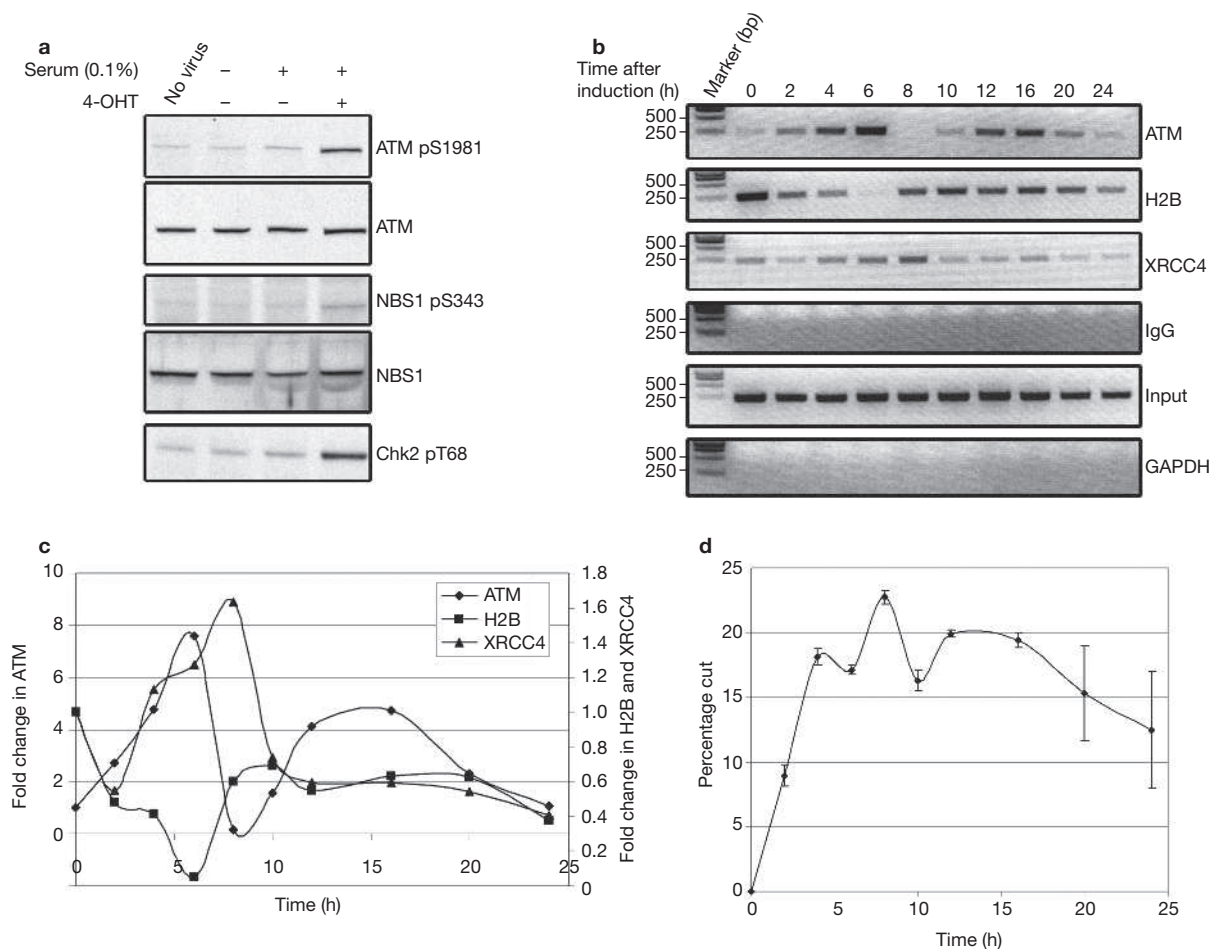 a
Serum (0.1%) No virus – + +
4-OHT – – +
ATM pS1981
ATM
NBS1 pS343
NBS1
Chk2 pT68
b
Time after induction (h) Marker (bp) 0 2 4 6 8 10 12 16 20 24
500
250
ATM
500
250
H2B
500
250
XRCC4
500
250
IgG
500
250
Input
500
250
GAPDH
c
Fold change in ATM
10
8
6
4
2
0
0 5 10 15 20 25
Time (h)
ATM
H2B
XRCC4
1.8
1.6
1.4
1.2
1.0
0.8
0.6
0.4
0.2
0
Fold change in H2B and XRCC4
d
Percentage cut
25
20
15
10
5
0
0 5 10 15 20 25
Time (h)